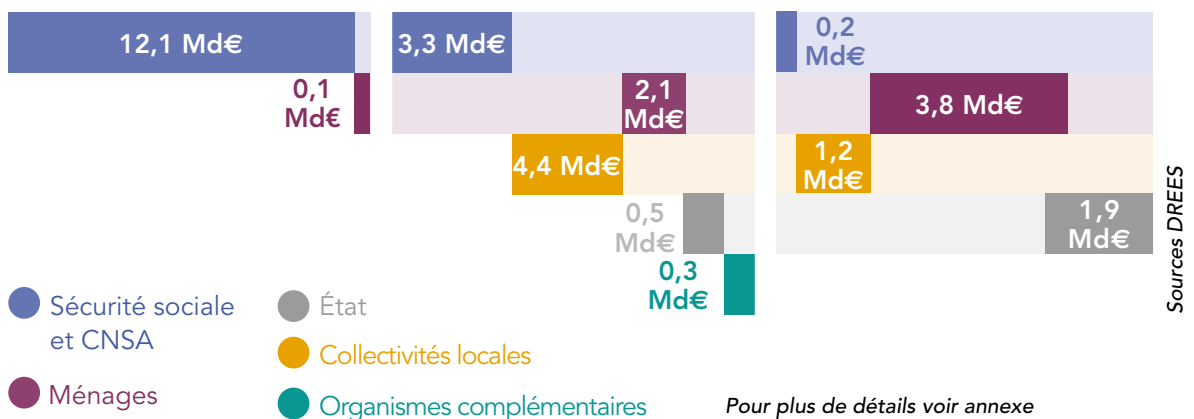 12,1 Md€
3,3 Md€
0,2
Md€
0,1
Md€
2,1
Md€
3,8 Md€
4,4 Md€
1,2
Md€
0,5
Md€
1,9
Md€
0,3
Md€
Sources DREES
Sécurité sociale
et CNSA
Ménages
État
Collectivités locales
Organismes complémentaires
Pour plus de détails voir annexe